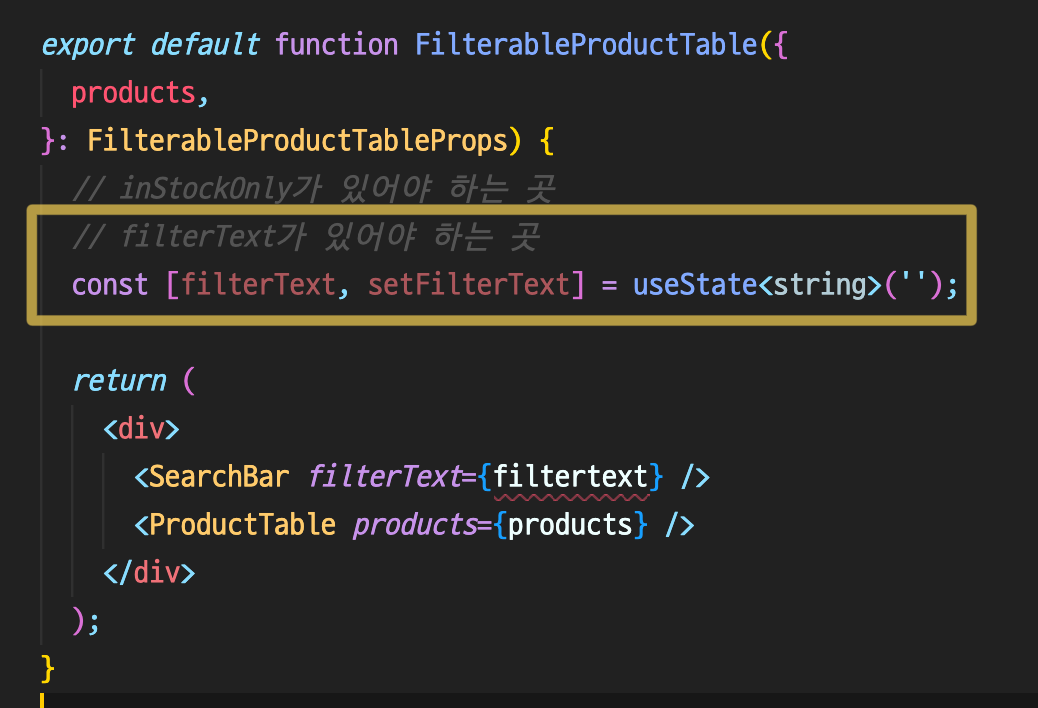 export default function FilterableProductTable({
products,
}: FilterableProductTableProps) {
// inStockOnly가 있어야 하는 곳
// filterText가 있어야 하는 곳
const [filterText, setFilterText] = useState<string>('');
return (
<div>
<SearchBar filterText={filtertext} />
<ProductTable products={products} />
</div>
);
}